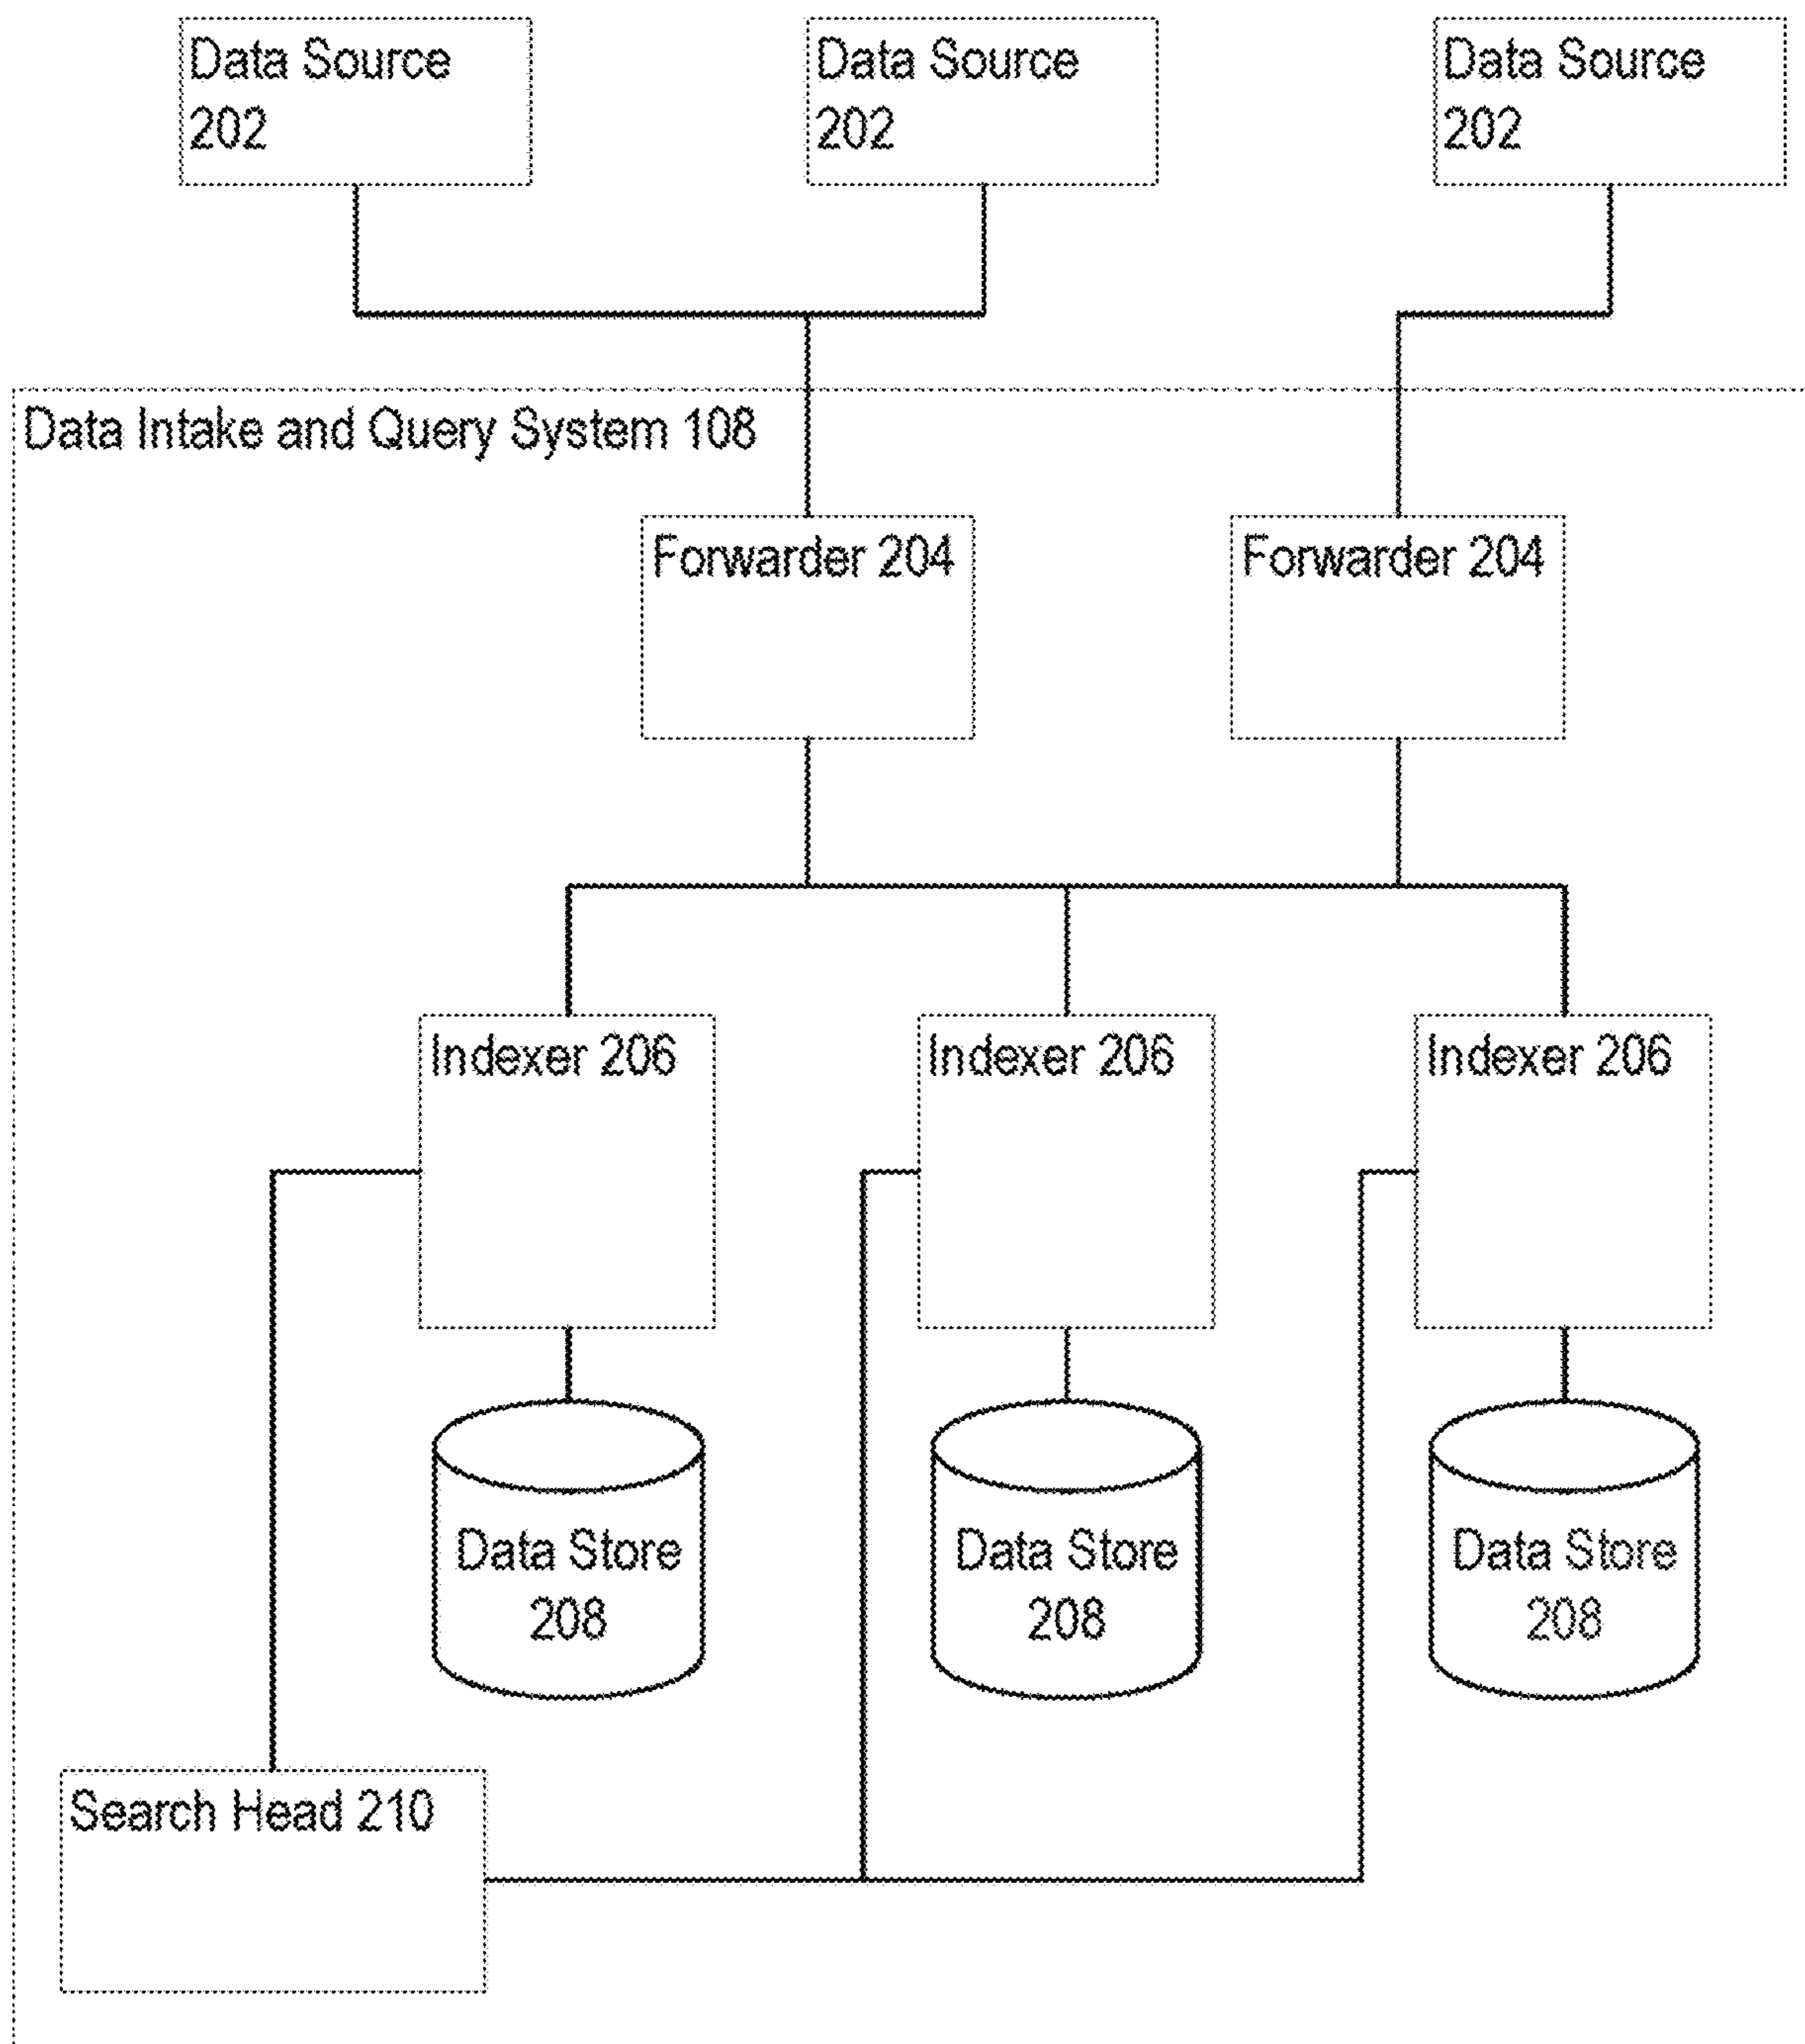 Data Source
202
Data Source
202
Data Source
202
Data Intake and Query System 108
Forwarder 204
Forwarder 204
Indexer 206
Indexer 206
Indexer 206
Data Store
208
Data Store
208
Data Store
208
Search Head 210